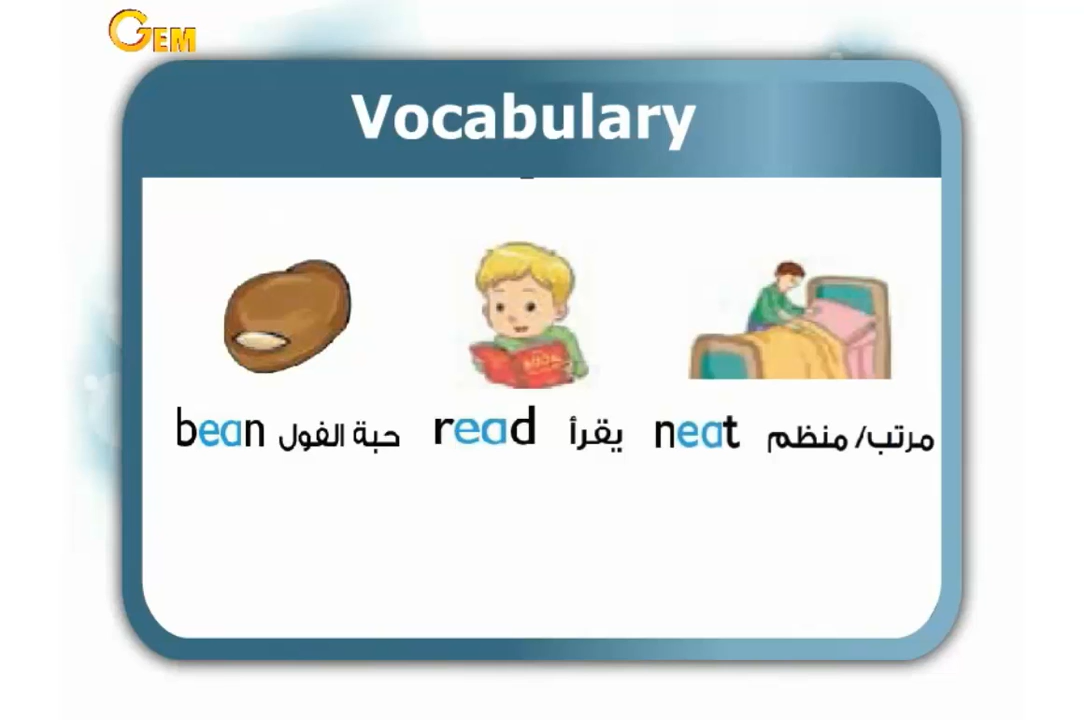 GEM
Vocabulary
bean حبة الفول read يقرأ neat مرتب/ منظم